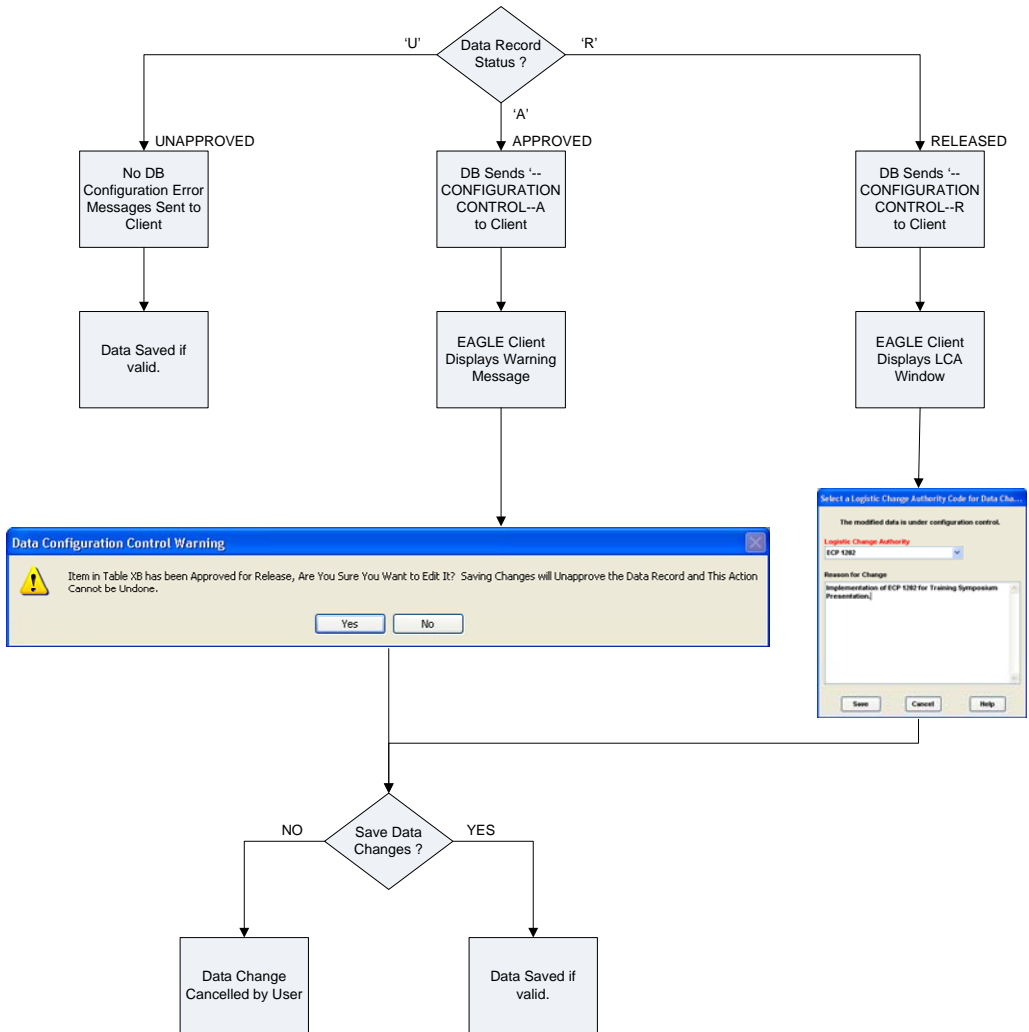 ‘U’
Data Record
Status ?
‘R’
‘A’
UNAPPROVED
APPROVED
RELEASED
No DB
Configuration Error
Messages Sent to
Client
DB Sends ‘--
CONFIGURATION
CONTROL--A
to Client
DB Sends ‘--
CONFIGURATION
CONTROL--R
to Client
Data Saved if
valid.
EAGLE Client
Displays Warning
Message
EAGLE Client
Displays LCA
Window
Select a Logistic Change Authority Code for Data Cha...
The modified data is under configuration control.
Logistic Change Authority
ECP 1202
Reason for Change
Implementation of ECP 1202 for Training Symposium
Presentation.
Save
Cancel
Help
Data Configuration Control Warning
Item in Table XB has been Approved for Release, Are You Sure You Want to Edit It? Saving Changes will Unapprove the Data Record and This Action
Cannot be Undone.
Yes
No
NO
Save Data
Changes ?
YES
Data Change
Cancelled by User
Data Saved if
valid.